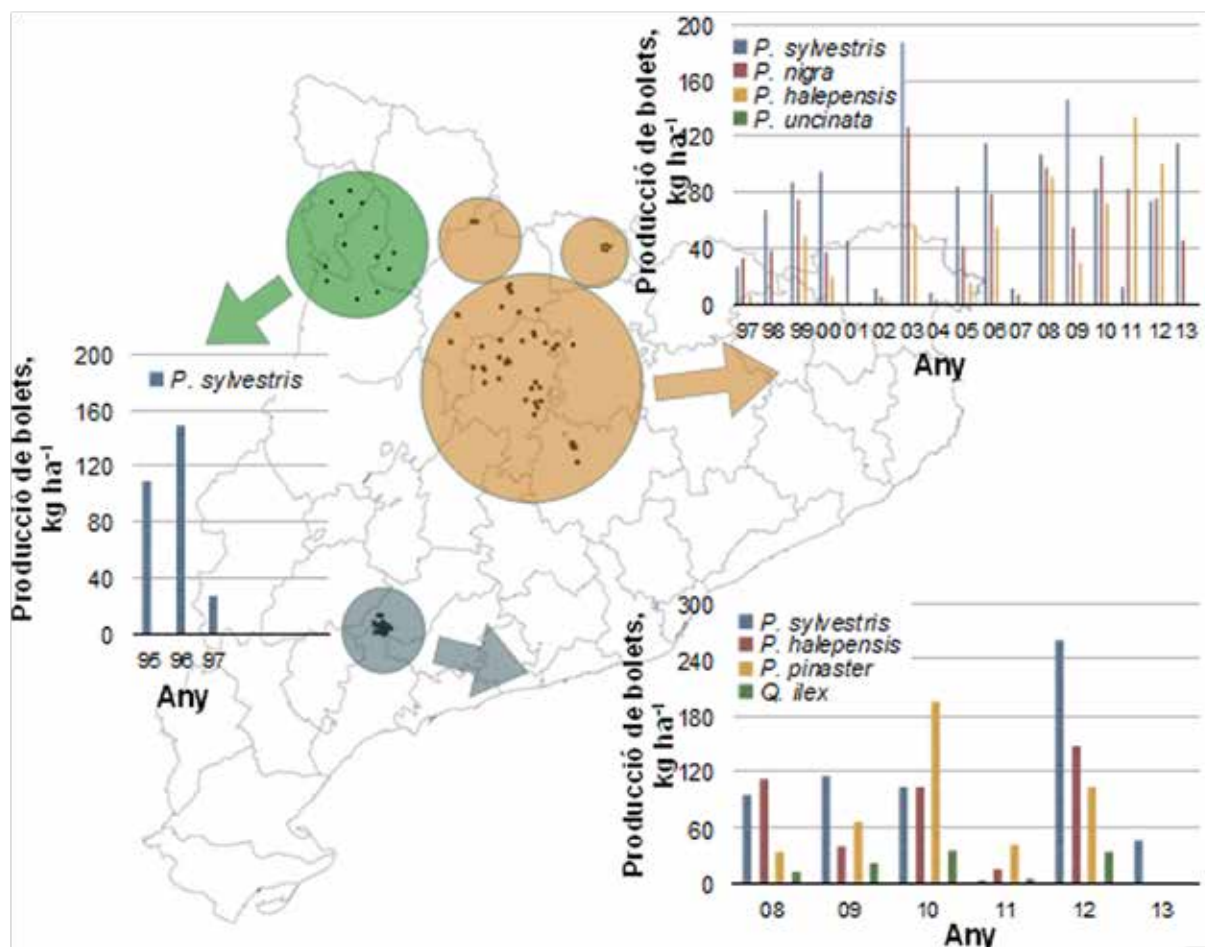 Producció de bolets,
kg ha⁻¹
200
160
120
80
40
0
P. sylvestris
P. nigra
P. halepensis
P. uncinata
97 98 99 00 01 02 03 04 05 06 07 08 09 10 11 12 13
Any
Producció de bolets,
kg ha⁻¹
200
160
120
80
40
0
P. sylvestris
95 96 97
Any
Producció de bolets,
kg ha⁻¹
300
240
180
120
60
0
P. sylvestris
P. halepensis
P. pinaster
Q. ilex
08 09 10 11 12 13
Any